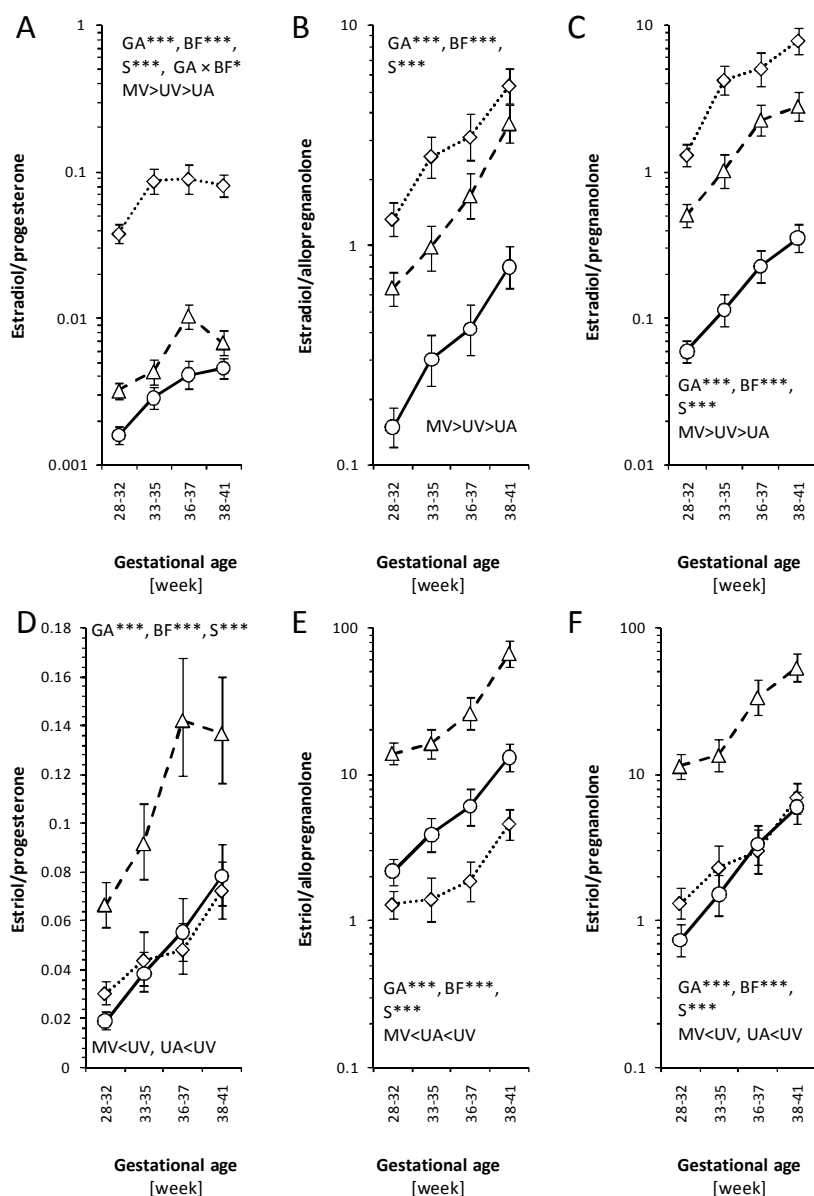 A
GA***, BF***,
S***, GA × BF*
MV>UV>UA
Estradiol/progesterone
1
0.1
0.01
0.001
28-32
33-35
36-37
38-41
Gestational age
[week]
B
GA***, BF***,
S***
MV>UV>UA
Estradiol/allopregnanolone
10
1
0.1
28-32
33-35
36-37
38-41
Gestational age
[week]
C
GA***, BF***,
S***
MV>UV>UA
Estradiol/pregnanolone
10
1
0.1
0.01
28-32
33-35
36-37
38-41
Gestational age
[week]
D
GA***, BF***, S***
MV<UV, UA<UV
Estriol/progesterone
0.18
0.16
0.14
0.12
0.1
0.08
0.06
0.04
0.02
0
28-32
33-35
36-37
38-41
Gestational age
[week]
E
GA***, BF***,
S***
MV<UA<UV
Estriol/allopregnanolone
100
10
1
0.1
28-32
33-35
36-37
38-41
Gestational age
[week]
F
GA***, BF***,
S***
MV<UV, UA<UV
Estriol/pregnanolone
100
10
1
0.1
28-32
33-35
36-37
38-41
Gestational age
[week]